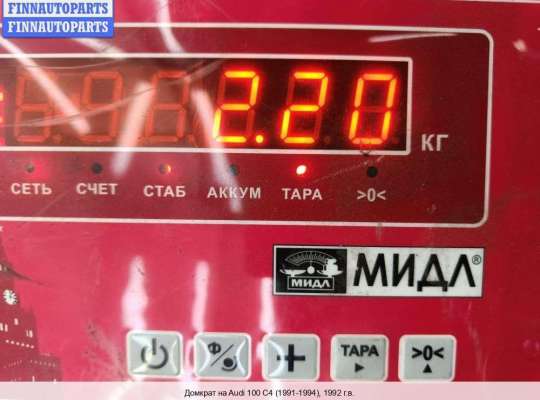 FINNAUTOPARTS
FINNAUTOPARTS
2.20
КГ
СЕТЬ СЧЕТ СТАБ АККУМ ТАРА >0<
МИДЛ МИДЛ®
Ф ТАРА >0<
Домкрат на Audi 100 C4 (1991-1994), 1992 г.в.